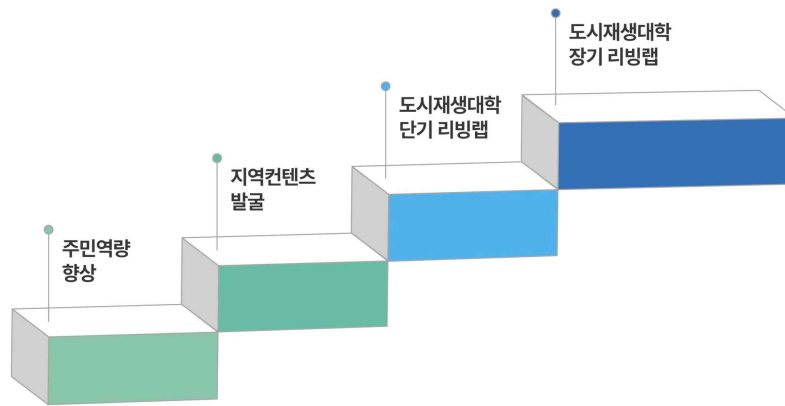 도시재생대학
장기 리빙랩
도시재생대학
단기 리빙랩
지역컨텐츠
발굴
주민역량
향상